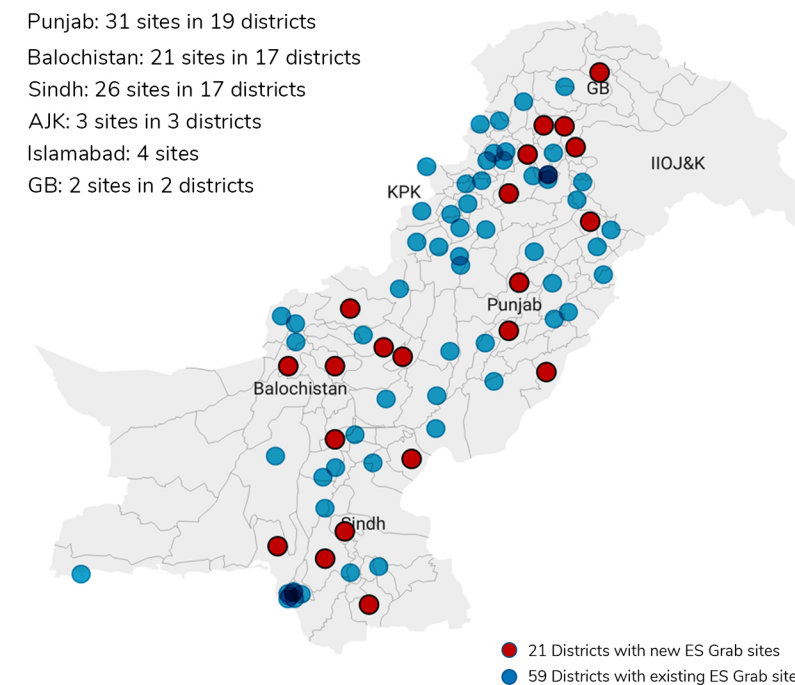 Punjab: 31 sites in 19 districts
Balochistan: 21 sites in 17 districts
Sindh: 26 sites in 17 districts
AJK: 3 sites in 3 districts
Islamabad: 4 sites
GB: 2 sites in 2 districts
GB
IIOJ&K
KPK
Punjab
Balochistan
Sindh
21 Districts with new ES Grab sites
59 Districts with existing ES Grab site